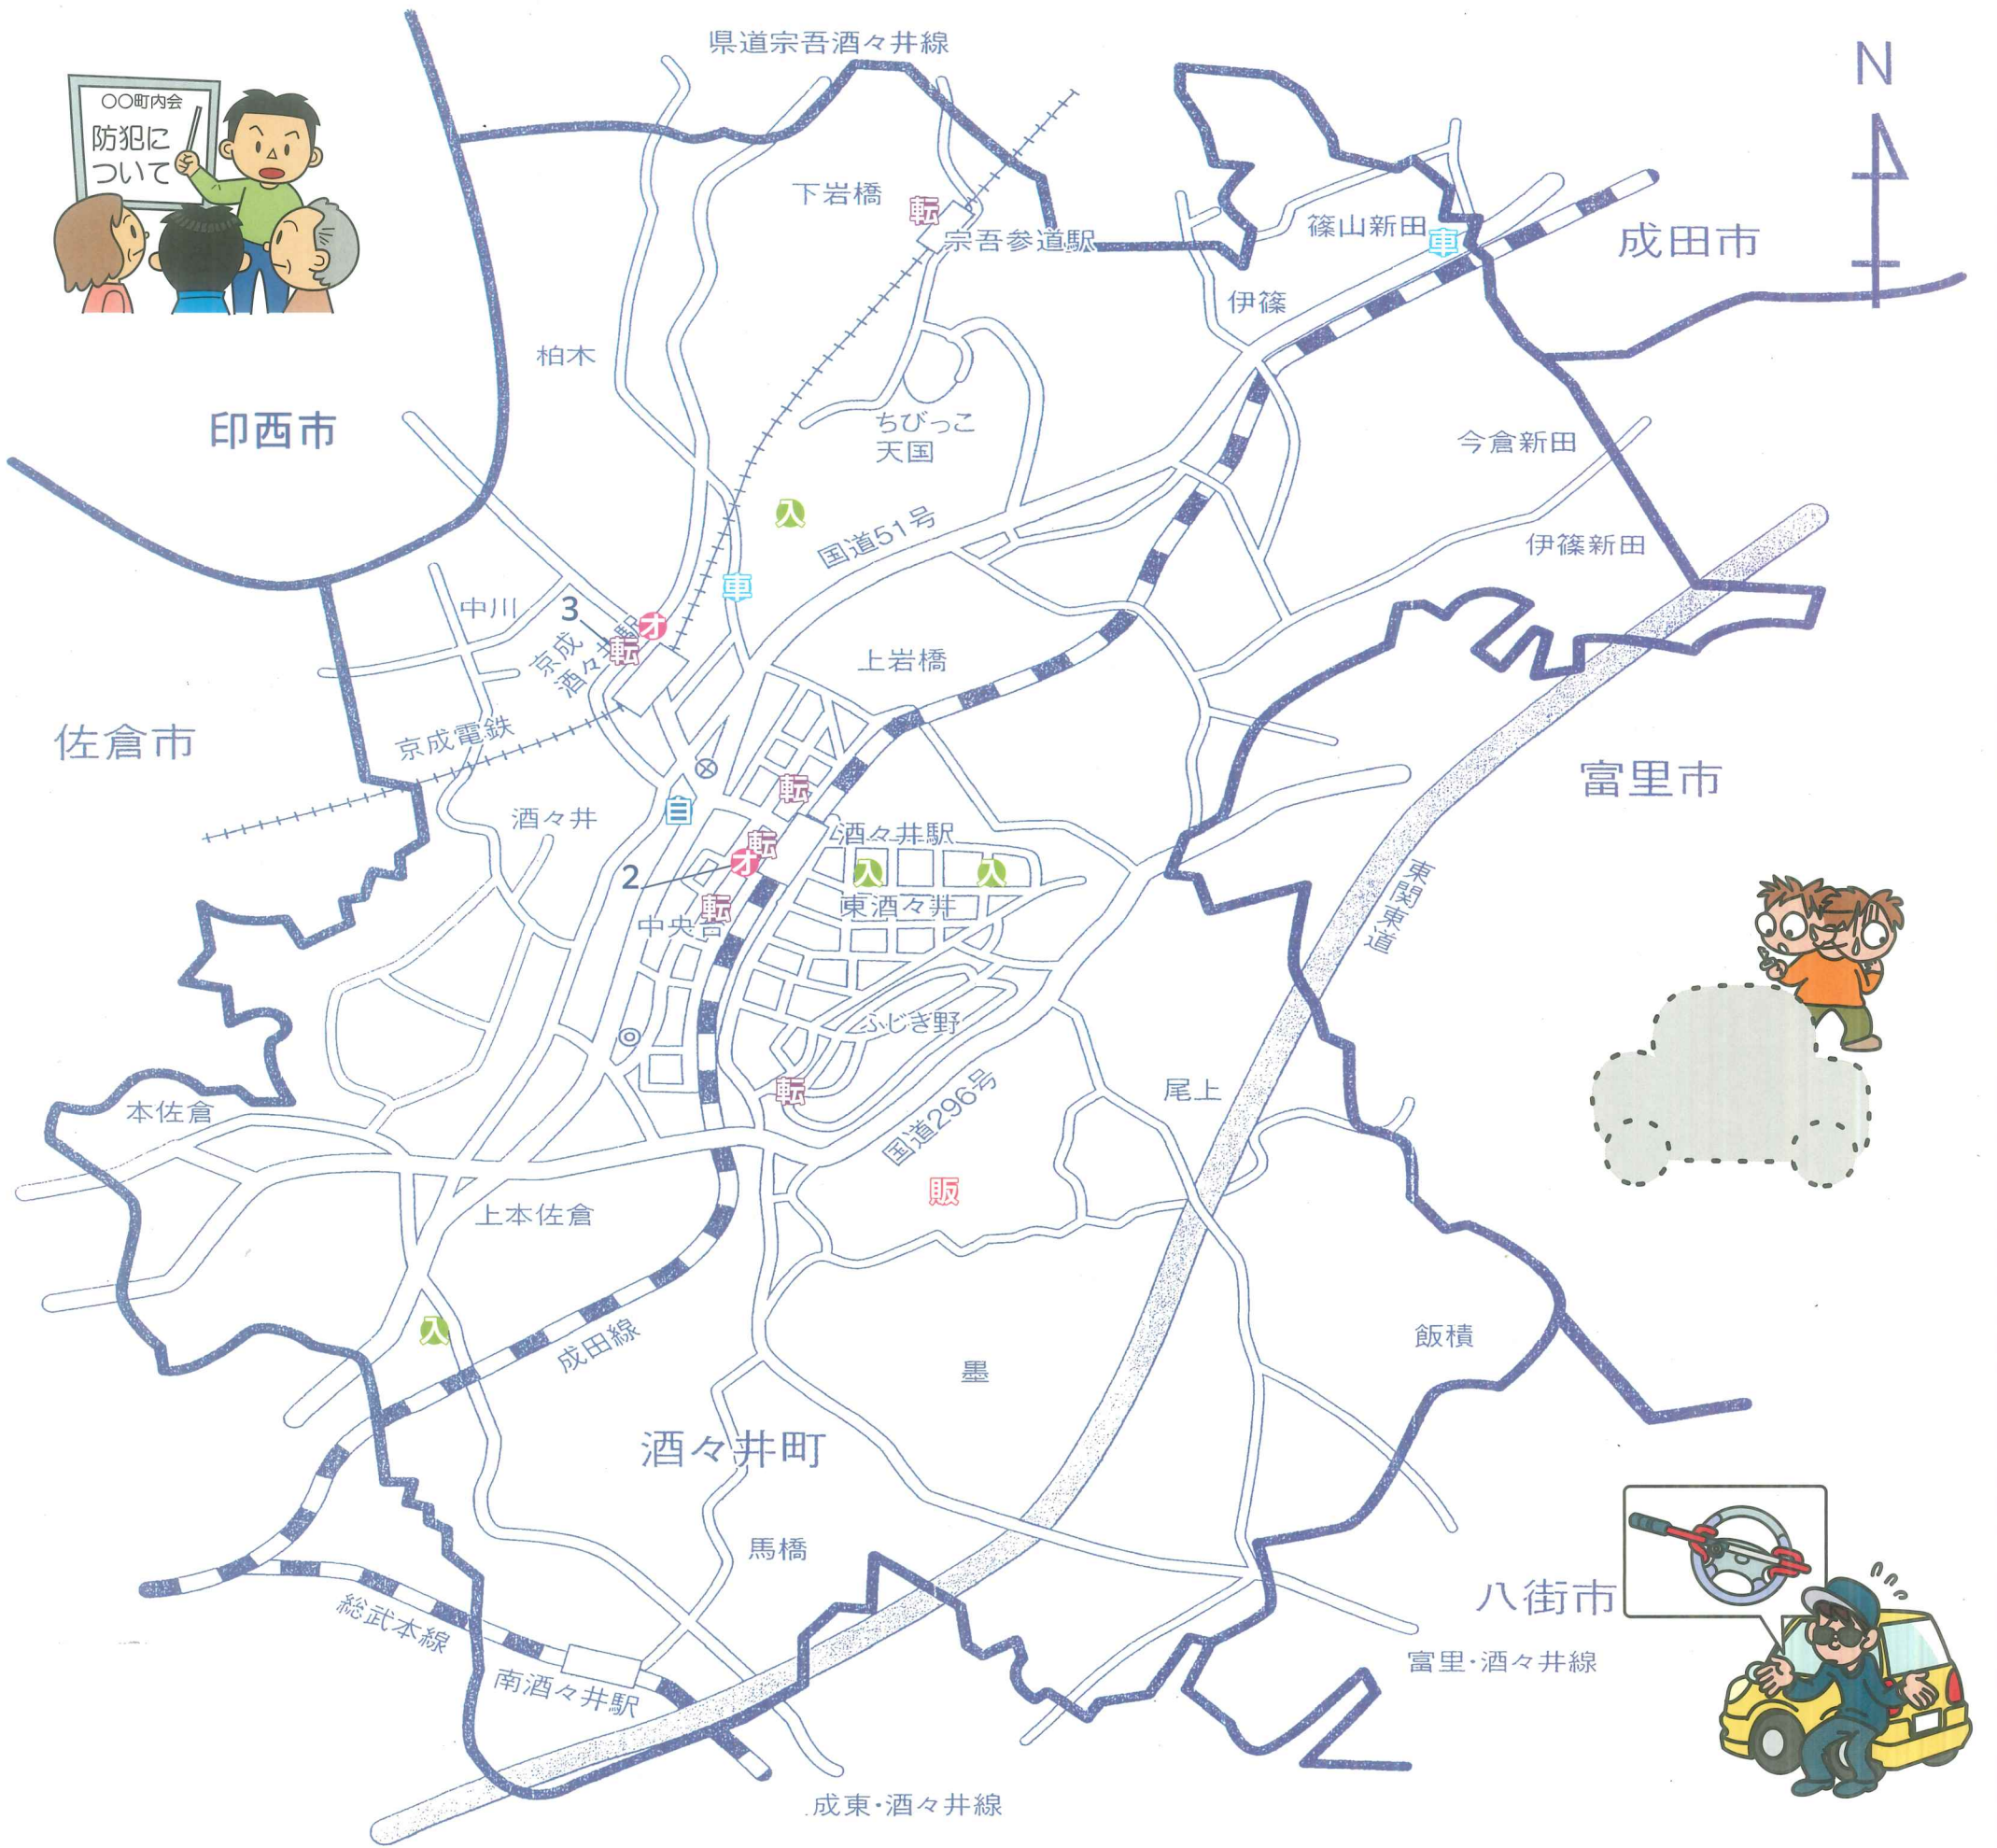 県道宗吾酒々井線
N
〇〇町内会
防犯に
ついて
下岩橋
転
宗吾参道駅
篠山新田
車
成田市
伊篠
柏木
印西市
ちびっこ
天国
今倉新田
入
国道51号
伊篠新田
車
中川
3
オ
転
京成
酒々井駅
上岩橋
佐倉市
京成電鉄
富里市
転
自
酒々井
酒々井駅
転
オ
2
入
入
東関東道
転
東酒々井
中央台
ふじき野
転
尾上
本佐倉
国道296号
販
上本佐倉
入
成田線
飯積
墨
酒々井町
馬橋
八街市
総武本線
南酒々井駅
富里・酒々井線
成東・酒々井線